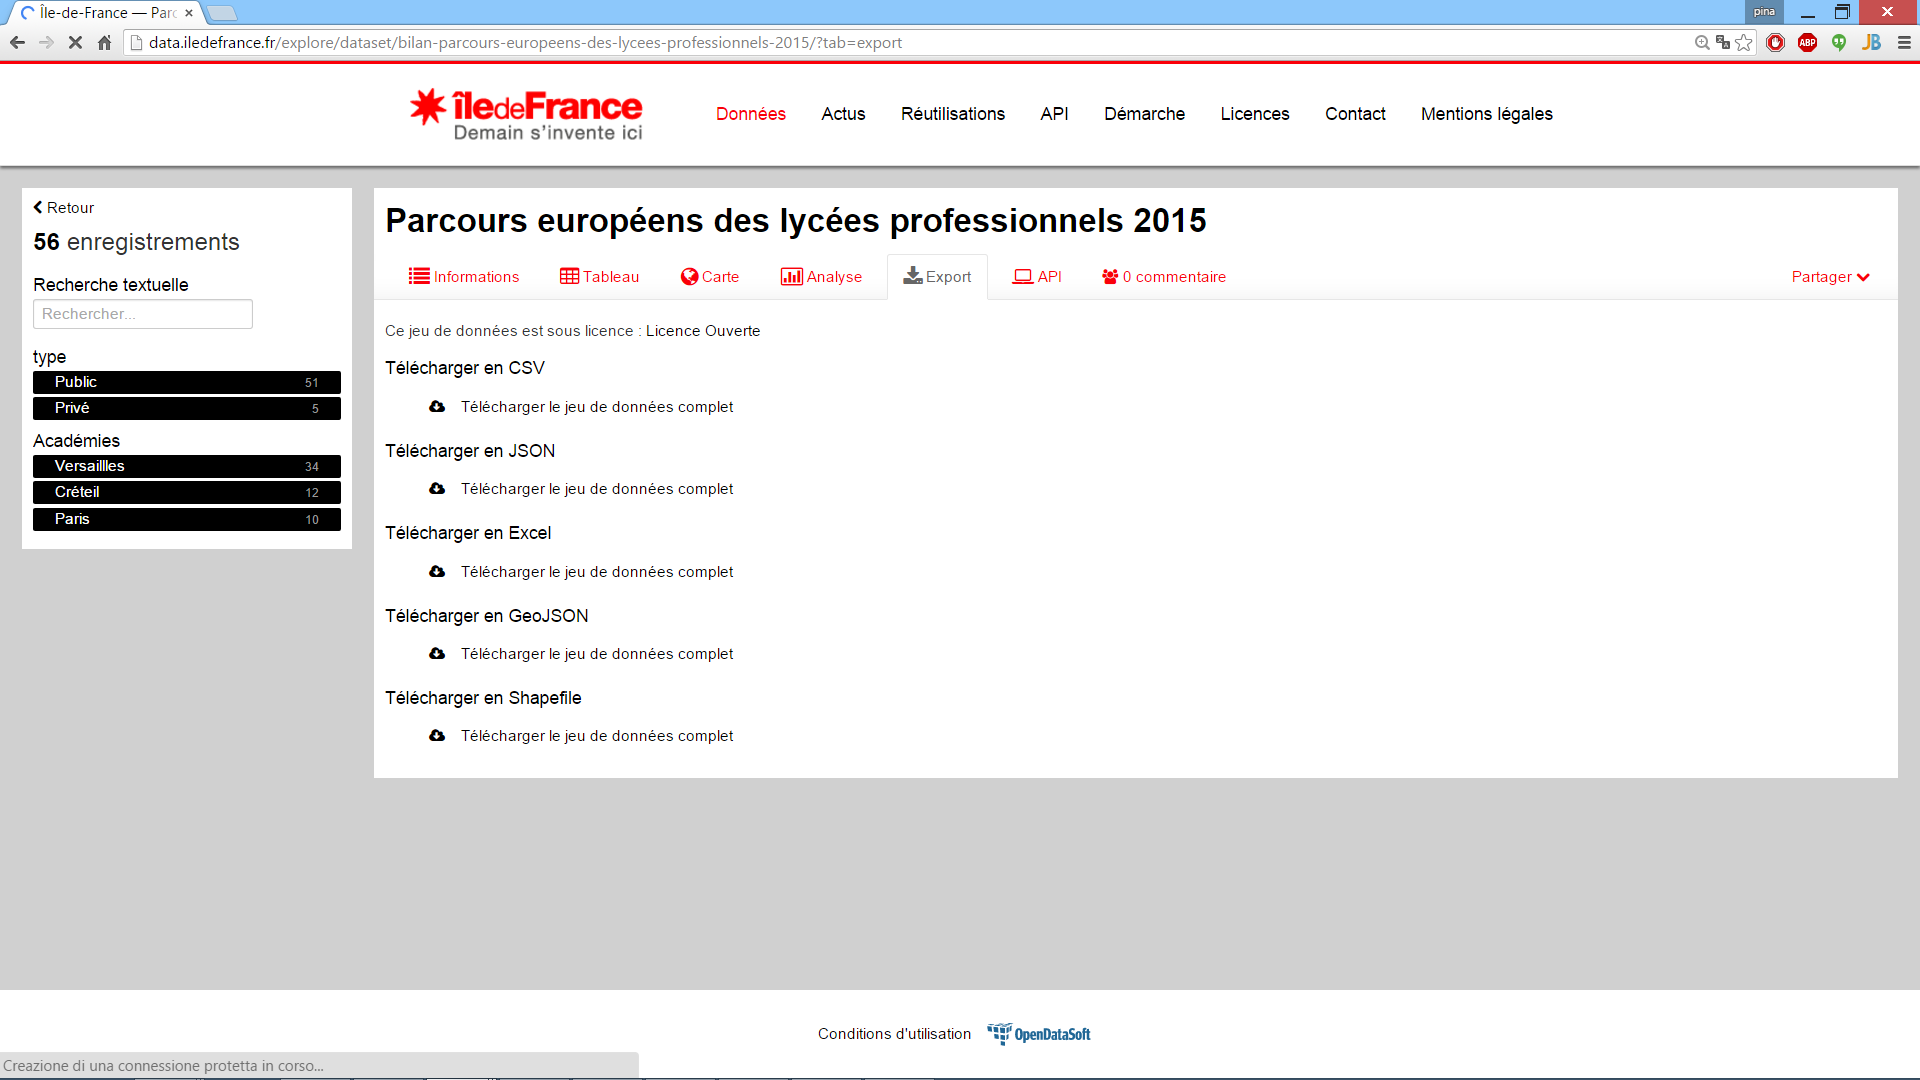 Île-de-France — Parc
pina
data.iledefrance.fr/explore/dataset/bilan-parcours-europeens-des-lycees-professionnels-2015/?tab=export
ABP
JB
îledeFrance
Demain s'invente ici
Données Actus Réutilisations API Démarche Licences Contact Mentions légales
Retour
56 enregistrements
Recherche textuelle
Rechercher...
type
Public 51
Privé 5
Académies
Versaillles 34
Créteil 12
Paris 10
Parcours européens des lycées professionnels 2015
Informations Tableau Carte Analyse Export API 0 commentaire Partager
Ce jeu de données est sous licence : Licence Ouverte
Télécharger en CSV
Télécharger le jeu de données complet
Télécharger en JSON
Télécharger le jeu de données complet
Télécharger en Excel
Télécharger le jeu de données complet
Télécharger en GeoJSON
Télécharger le jeu de données complet
Télécharger en Shapefile
Télécharger le jeu de données complet
Conditions d'utilisation OpenDataSoft
Creazione di una connessione protetta in corso...